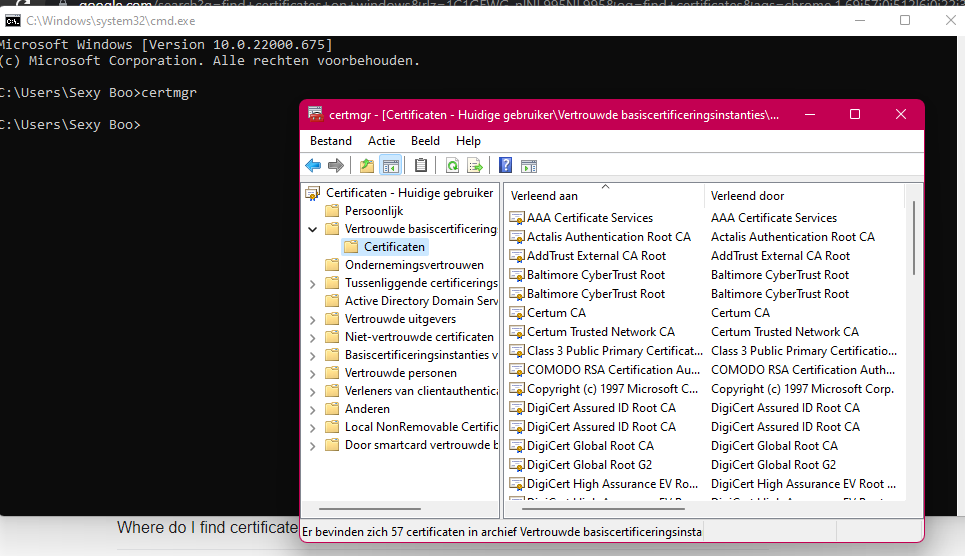 C:\Windows\system32\cmd.exe
Microsoft Windows [Version 10.0.22000.675]
(c) Microsoft Corporation. Alle rechten voorbehouden.
C:\Users\Sexy Boo>certmgr
C:\Users\Sexy Boo>
certmgr - [Certificaten - Huidige gebruiker\Vertrouwde basiscertificeringsinstanties\...
Bestand Actie Beeld Help
Certificaten - Huidige gebruiker
Persoonlijk
Vertrouwde basiscertificering
Certificaten
Ondernemingsvertrouwen
Tussenliggende certificerings
Active Directory Domain Serv
Vertrouwde uitgevers
Niet-vertrouwde certificaten
Basiscertificeringsinstanties v
Vertrouwde personen
Verleners van clientauthentica
Anderen
Local NonRemovable Certific
Door smartcard vertrouwde b
Verleend aan Verleend door
AAA Certificate Services AAA Certificate Services
Actalis Authentication Root CA Actalis Authentication Root CA
AddTrust External CA Root AddTrust External CA Root
Baltimore CyberTrust Root Baltimore CyberTrust Root
Baltimore CyberTrust Root Baltimore CyberTrust Root
Certum CA Certum CA
Certum Trusted Network CA Certum Trusted Network CA
Class 3 Public Primary Certificat... Class 3 Public Primary Certificatio...
COMODO RSA Certification Au... COMODO RSA Certification Auth...
Copyright (c) 1997 Microsoft C... Copyright (c) 1997 Microsoft Corp.
DigiCert Assured ID Root CA DigiCert Assured ID Root CA
DigiCert Assured ID Root CA DigiCert Assured ID Root CA
DigiCert Global Root CA DigiCert Global Root CA
DigiCert Global Root G2 DigiCert Global Root G2
DigiCert High Assurance EV Ro... DigiCert High Assurance EV Root ...
Er bevinden zich 57 certificaten in archief Vertrouwde basiscertificeringsinsta
Where do I find certificate